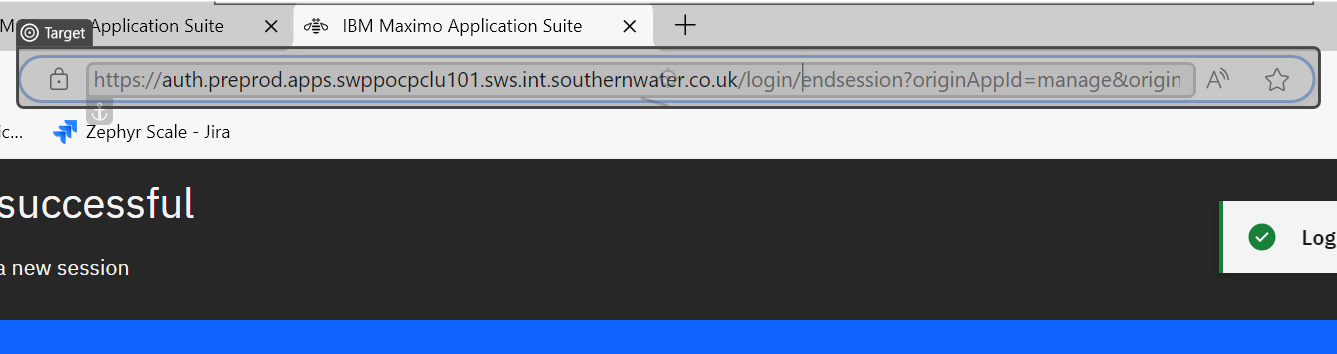 M
Target
Application Suite
IBM Maximo Application Suite
https://auth.preprod.apps.swppocpclu101.sws.int.southernwater.co.uk/login/endsession?originAppId=manage&origin
ic...
Zephyr Scale - Jira
successful
Log
a new session